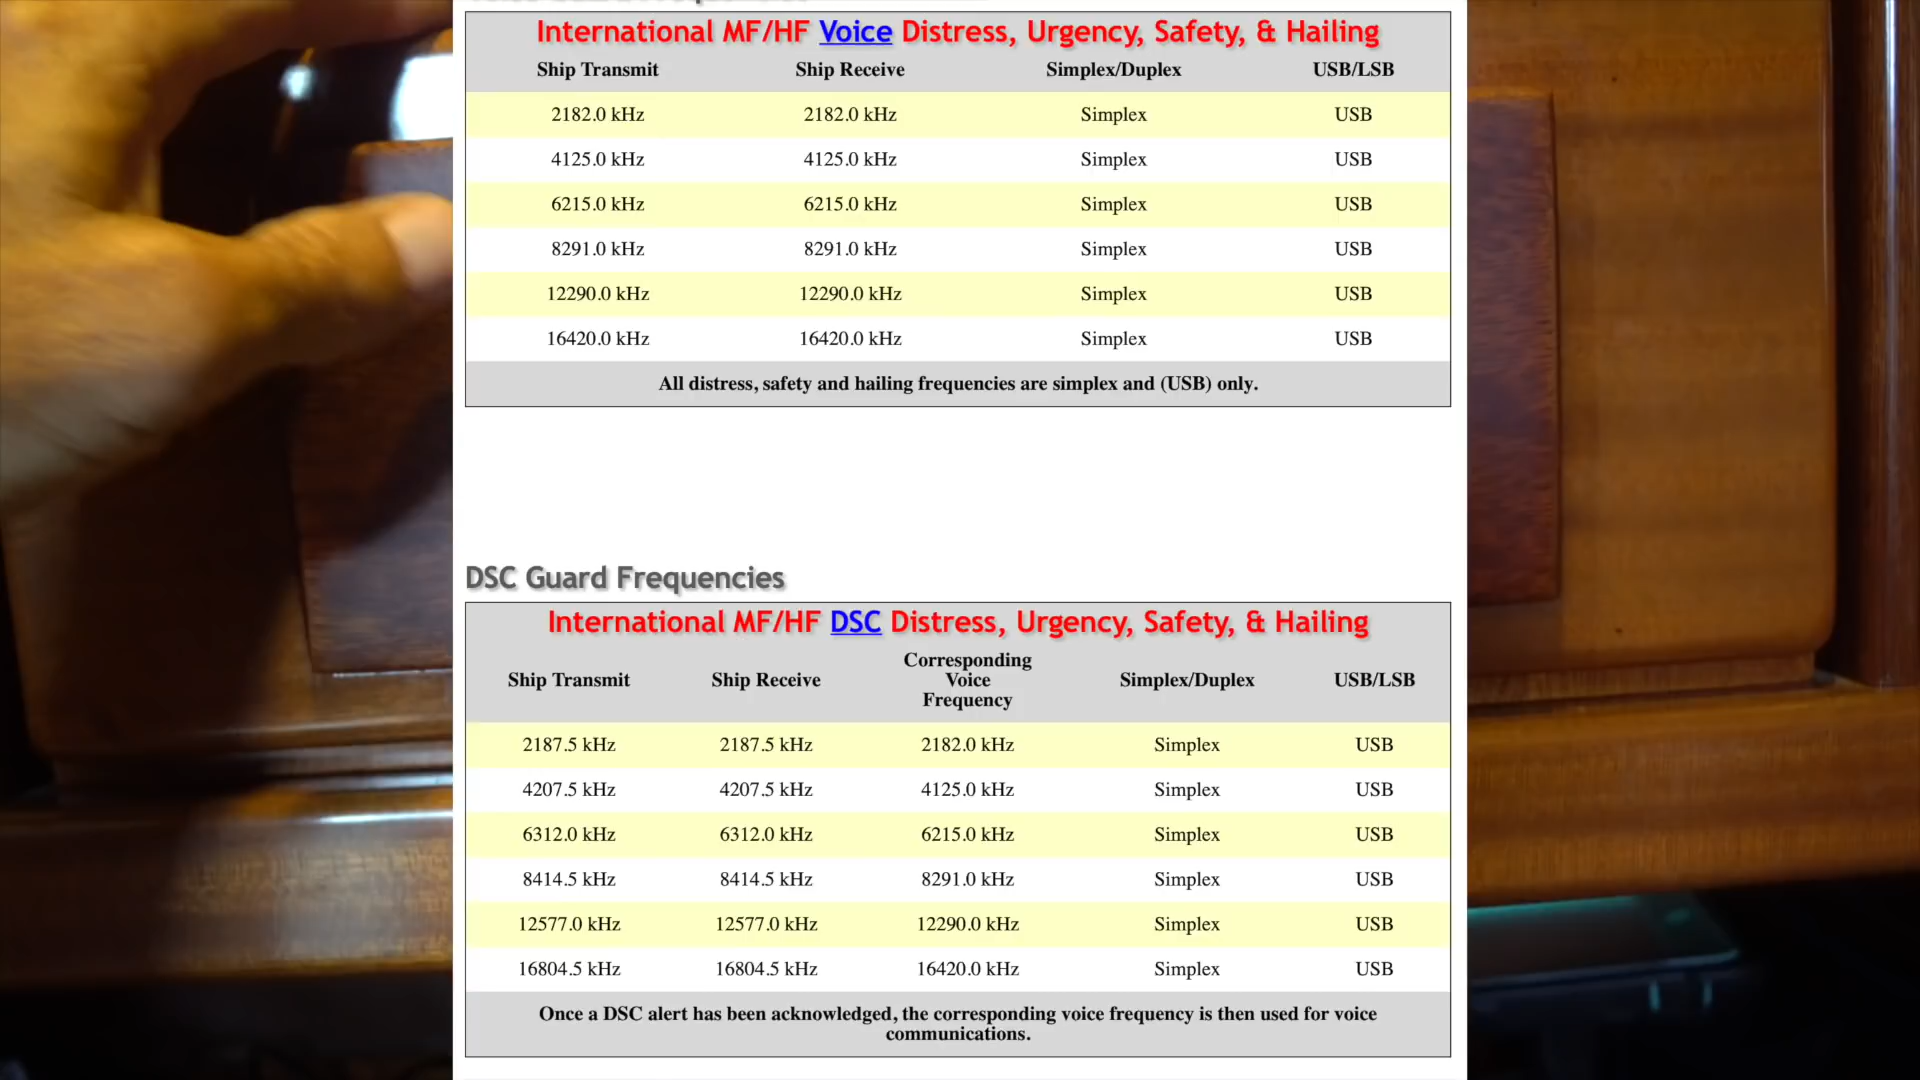 International MF/HF Voice Distress, Urgency, Safety, & Hailing
Ship Transmit Ship Receive Simplex/Duplex USB/LSB
2182.0 kHz 2182.0 kHz Simplex USB
4125.0 kHz 4125.0 kHz Simplex USB
6215.0 kHz 6215.0 kHz Simplex USB
8291.0 kHz 8291.0 kHz Simplex USB
12290.0 kHz 12290.0 kHz Simplex USB
16420.0 kHz 16420.0 kHz Simplex USB
All distress, safety and hailing frequencies are simplex and (USB) only.
DSC Guard Frequencies
International MF/HF DSC Distress, Urgency, Safety, & Hailing
Ship Transmit Ship Receive Corresponding Voice Frequency Simplex/Duplex USB/LSB
2187.5 kHz 2187.5 kHz 2182.0 kHz Simplex USB
4207.5 kHz 4207.5 kHz 4125.0 kHz Simplex USB
6312.0 kHz 6312.0 kHz 6215.0 kHz Simplex USB
8414.5 kHz 8414.5 kHz 8291.0 kHz Simplex USB
12577.0 kHz 12577.0 kHz 12290.0 kHz Simplex USB
16804.5 kHz 16804.5 kHz 16420.0 kHz Simplex USB
Once a DSC alert has been acknowledged, the corresponding voice frequency is then used for voice
communications.